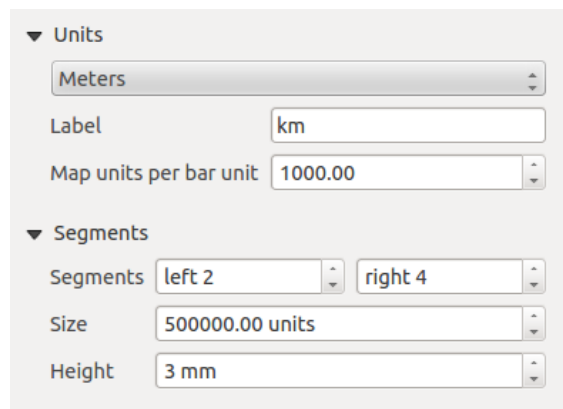 Units
Meters
Label km
Map units per bar unit 1000.00
Segments
Segments left 2 right 4
Size 500000.00 units
Height 3 mm